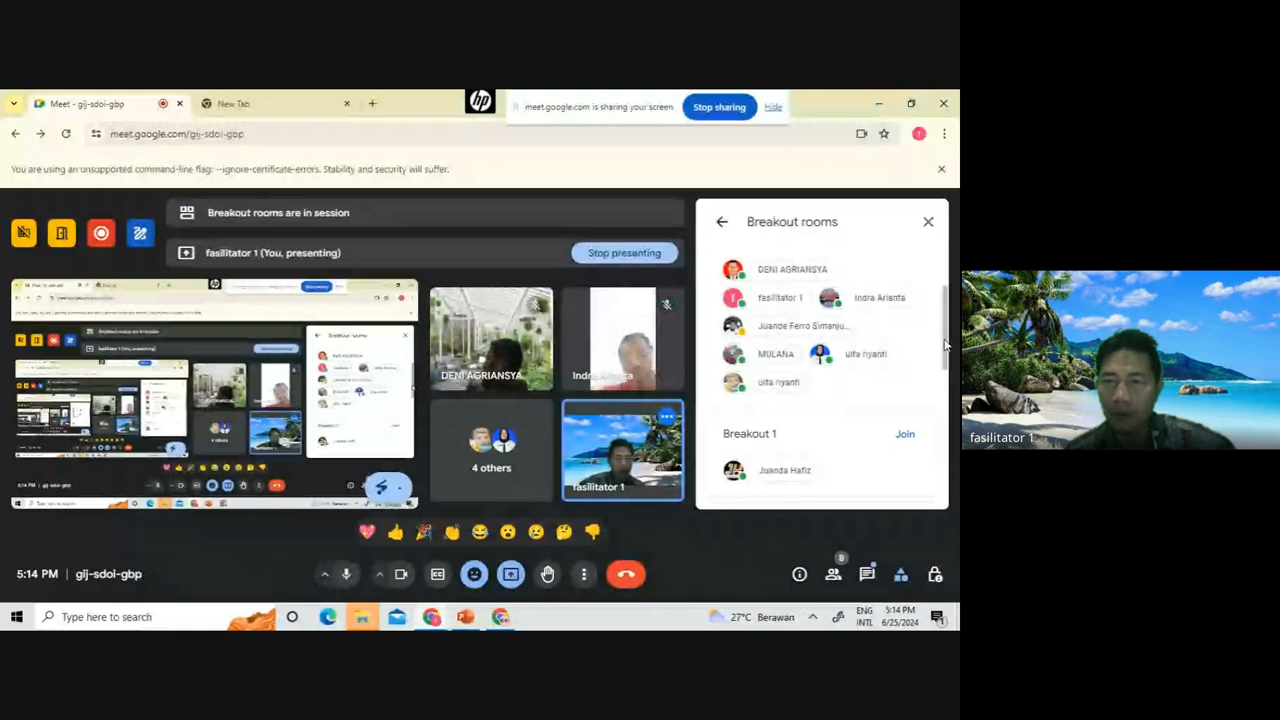 Meet - gij-sdoi-gbp
New Tab
hp
meet.google.com is sharing your screen
Stop sharing
Hide
meet.google.com/gij-sdoi-gbp
You are using an unsupported command-line flag: --ignore-certificate-errors. Stability and security will suffer.
Breakout rooms are in session
fasilitator 1 (You, presenting)
Stop presenting
Breakout rooms
DENI AGRIANSYA
fasilitator 1
Indra Arianta
Juande Ferro Simanju...
MULANA
ulfa riyanti
ulfa riyanti
Breakout 1
Join
Juanda Hafiz
DENI AGRIANSYA
4 others
fasilitator 1
fasilitator 1
5:14 PM | gij-sdoi-gbp
8
Type here to search
27°C Berawan
ENG
INTL
5:14 PM
6/25/2024